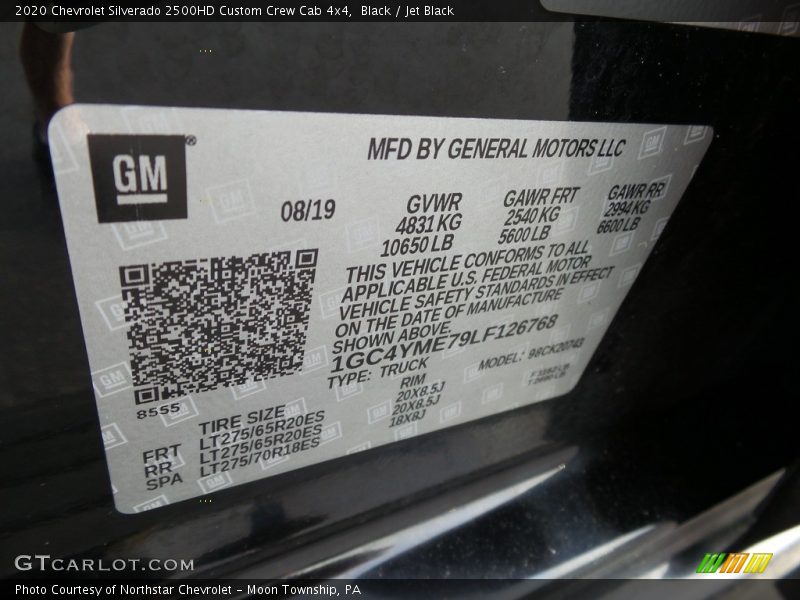 2020 Chevrolet Silverado 2500HD Custom Crew Cab 4x4, Black / Jet Black
GM®
MFD BY GENERAL MOTORS LLC
08/19
GVWR GAWR FRT GAWR RR
4831 KG 2540 KG 2994 KG
10650 LB 5600 LB 6600 LB
THIS VEHICLE CONFORMS TO ALL
APPLICABLE U.S. FEDERAL MOTOR
VEHICLE SAFETY STANDARDS IN EFFECT
ON THE DATE OF MANUFACTURE
SHOWN ABOVE.
1GC4YME79LF126768
TYPE: TRUCK MODEL: 98CK20743
8555
TIRE SIZE RIM
FRT LT275/65R20ES 20X8.5J
RR LT275/65R20ES 20X8.5J
SPA LT275/70R18ES 18X8J
GTCARLOT.COM
Photo Courtesy of Northstar Chevrolet - Moon Township, PA